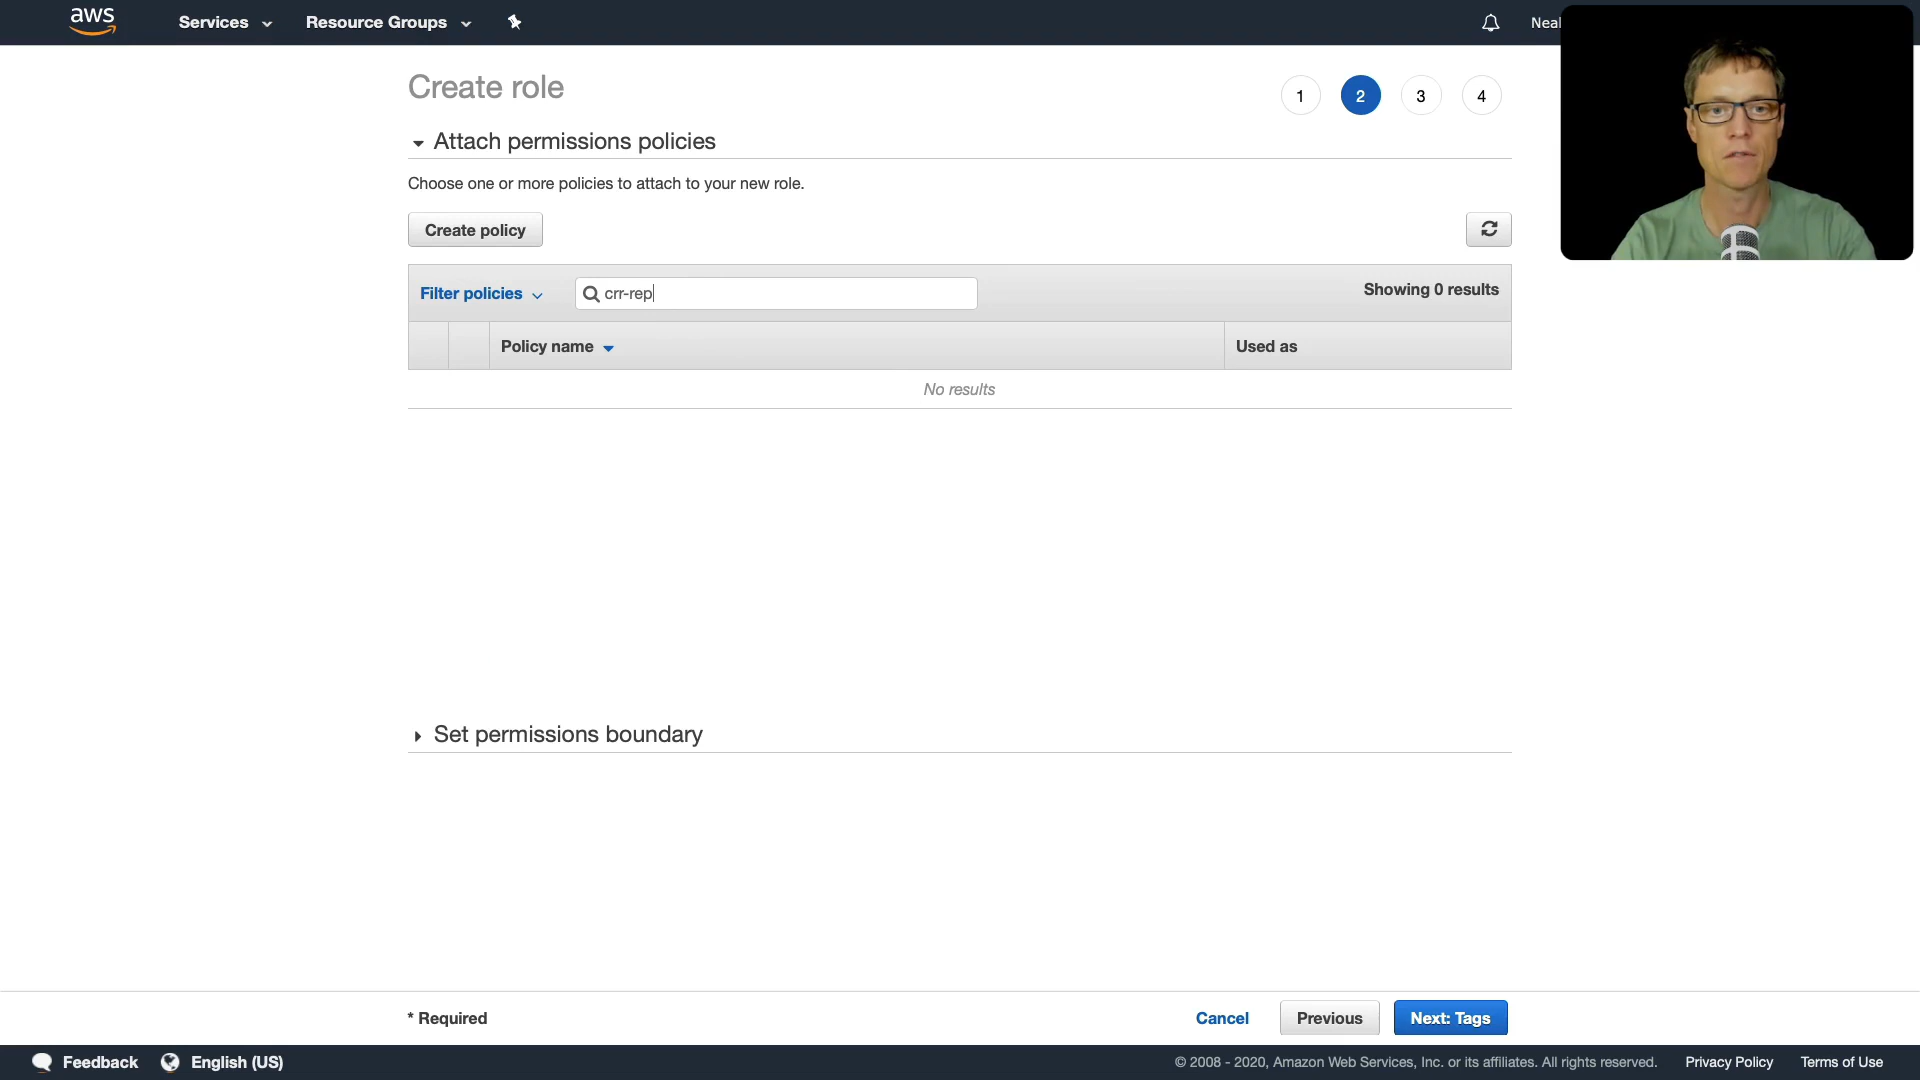 aws Services Resource Groups Neal
Create role 1 2 3 4
Attach permissions policies
Choose one or more policies to attach to your new role.
Create policy
Filter policies crr-rep Showing 0 results
Policy name Used as
No results
Set permissions boundary
* Required Cancel Previous Next: Tags
Feedback English (US) © 2008 - 2020, Amazon Web Services, Inc. or its affiliates. All rights reserved. Privacy Policy Terms of Use